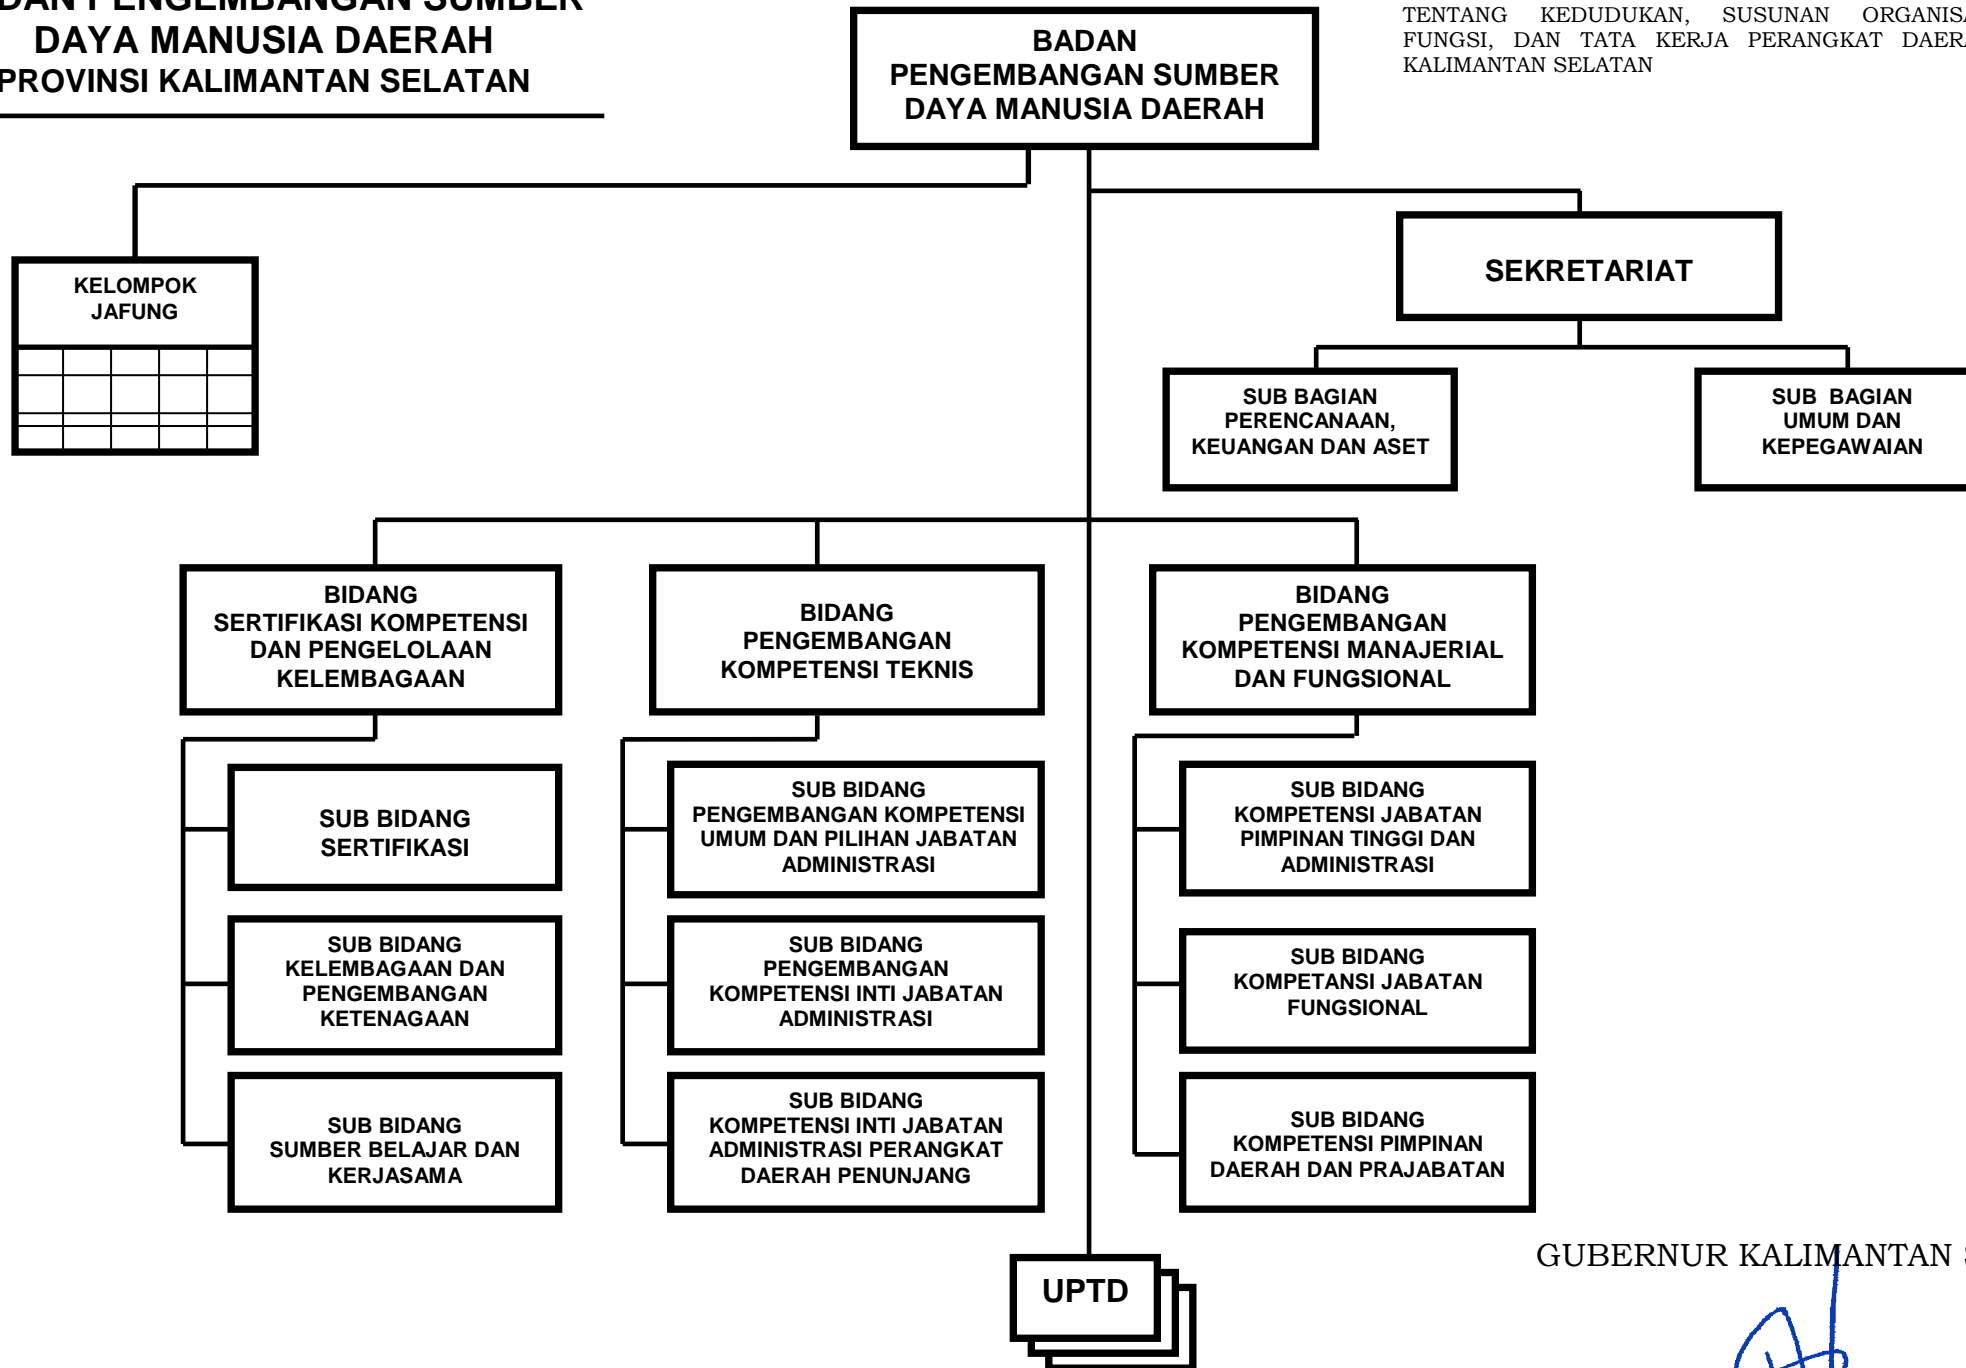 PENGEMBANGAN SUMBER
DAYA MANUSIA DAERAH
PROVINSI KALIMANTAN SELATAN
BADAN
PENGEMBANGAN SUMBER
DAYA MANUSIA DAERAH
TENTANG KEDUDUKAN, SUSUNAN
FUNGSI, DAN TATA KERJA PERANGKAT
KALIMANTAN SELATAN
KELOMPOK
JAFUNG
SEKRETARIAT
SUB BAGIAN
PERENCANAAN,
KEUANGAN DAN ASET
SUB BAGIAN
UMUM DAN
KEPEGAWAIAN
BIDANG
SERTIFIKASI KOMPETENSI
DAN PENGELOLAAN
KELEMBAGAAN
BIDANG
PENGEMBANGAN
KOMPETENSI TEKNIS
BIDANG
PENGEMBANGAN
KOMPETENSI MANAJERIAL
DAN FUNGSIONAL
SUB BIDANG
SERTIFIKASI
SUB BIDANG
PENGEMBANGAN KOMPETENSI
UMUM DAN PILIHAN JABATAN
ADMINISTRASI
SUB BIDANG
KOMPETENSI JABATAN
PIMPINAN TINGGI DAN
ADMINISTRASI
SUB BIDANG
KELEMBAGAAN DAN
PENGEMBANGAN
KETENAGAAN
SUB BIDANG
PENGEMBANGAN
KOMPETENSI INTI JABATAN
ADMINISTRASI
SUB BIDANG
KOMPETANSI JABATAN
FUNGSIONAL
SUB BIDANG
SUMBER BELAJAR DAN
KERJASAMA
SUB BIDANG
KOMPETENSI INTI JABATAN
ADMINISTRASI PERANGKAT
DAERAH PENUNJANG
SUB BIDANG
KOMPETENSI PIMPINAN
DAERAH DAN PRAJABATAN
UPTD
GUBERNUR KALIMANTAN